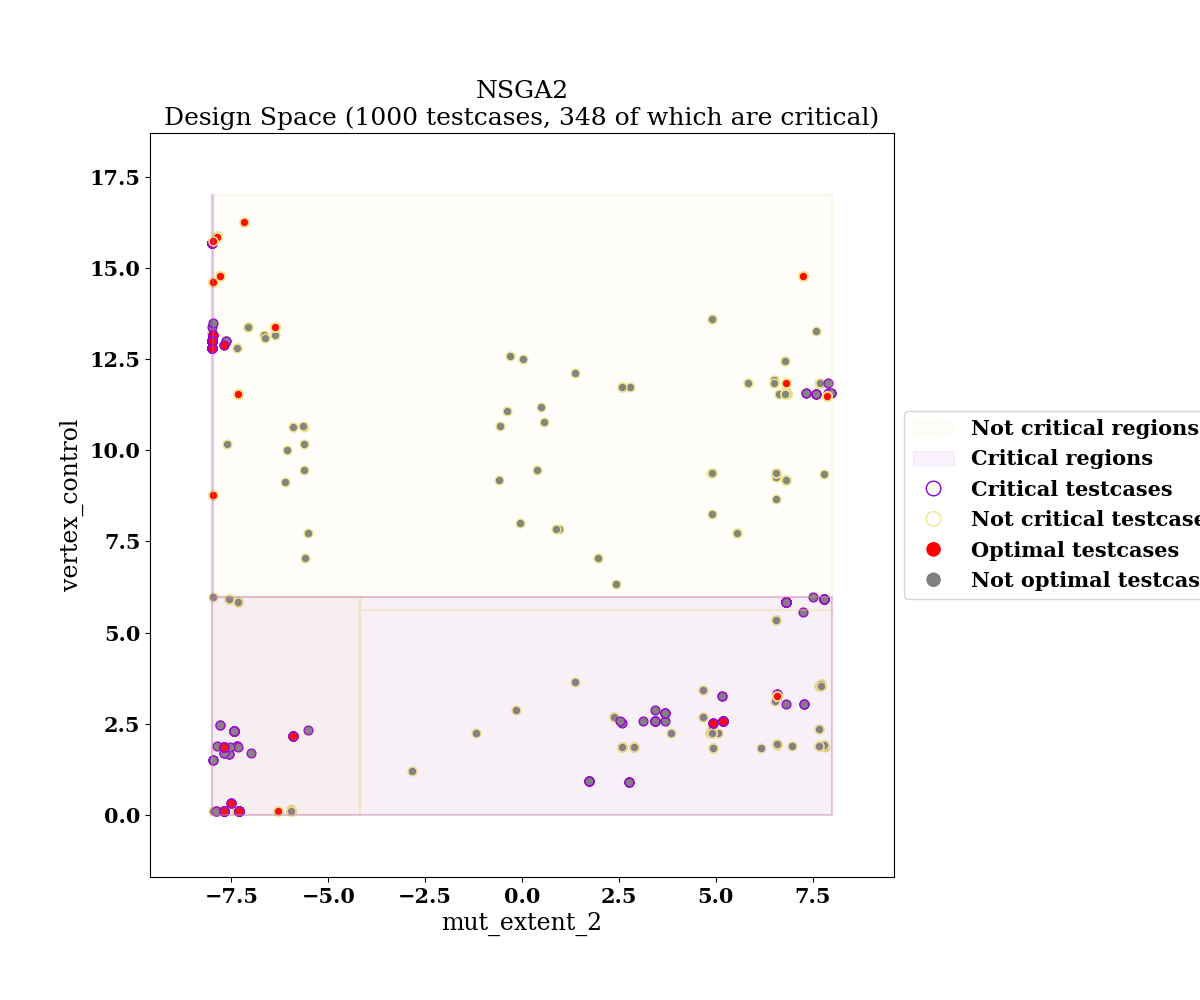 NSGA2
Design Space (1000 testcases, 348 of which are critical)
17.5
15.0
12.5
10.0
7.5
5.0
2.5
0.0
vertex_control
−7.5
−5.0
−2.5
0.0
2.5
5.0
7.5
mut_extent_2
Not critical regions
Critical regions
Critical testcases
Not critical testcase
Optimal testcases
Not optimal testcas